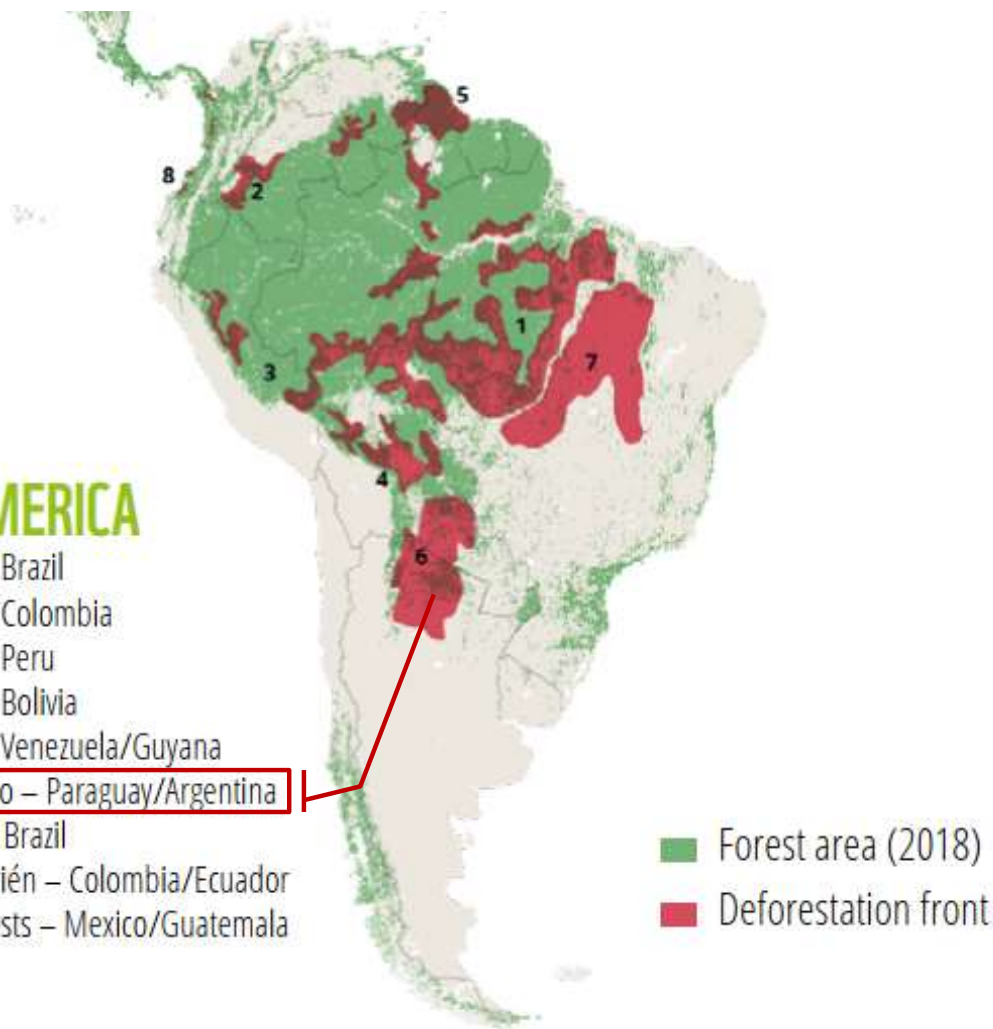 5
8
2
1
7
3
4
6
MERICA
Brazil
Colombia
Peru
Bolivia
Venezuela/Guyana
o – Paraguay/Argentina
Brazil
ién – Colombia/Ecuador
sts – Mexico/Guatemala
Forest area (2018)
Deforestation front